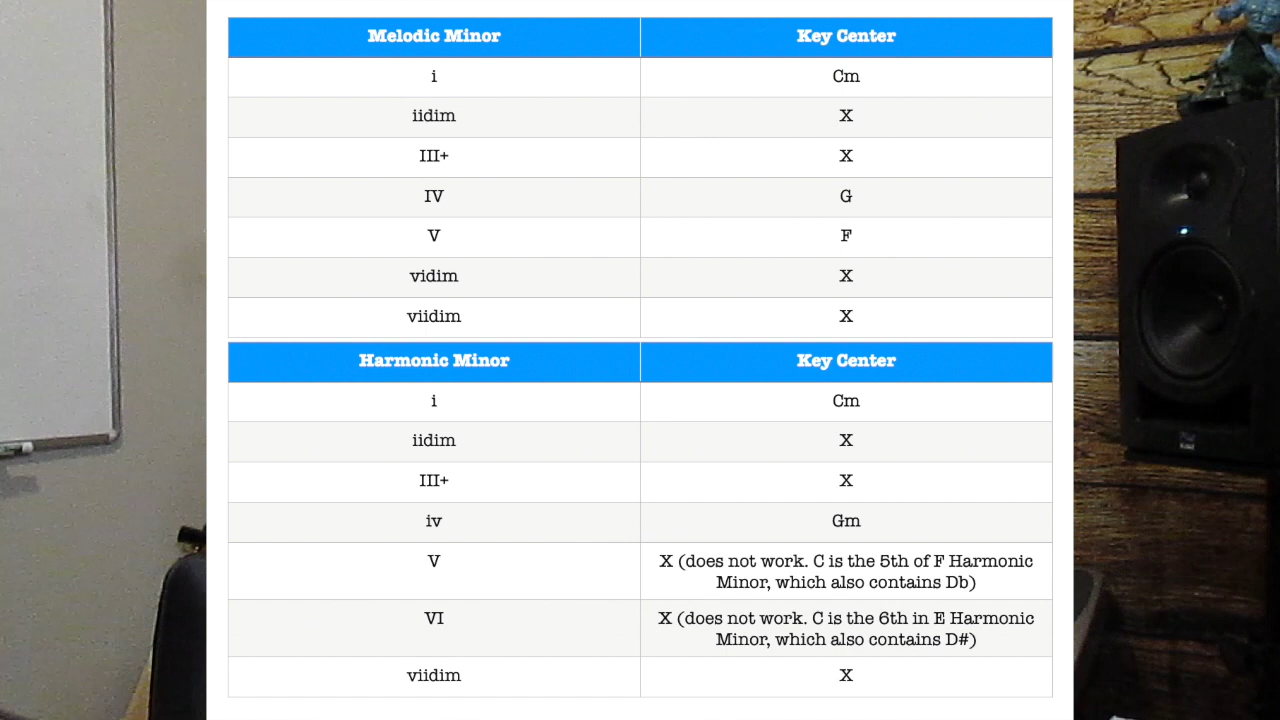 Melodic Minor Key Center
i Cm
iidim X
III+ X
IV G
V F
vidim X
viidim X
Harmonic Minor Key Center
i Cm
iidim X
III+ X
iv Gm
V X (does not work. C is the 5th of F Harmonic
Minor, which also contains Db)
VI X (does not work. C is the 6th in E Harmonic
Minor, which also contains D#)
viidim X